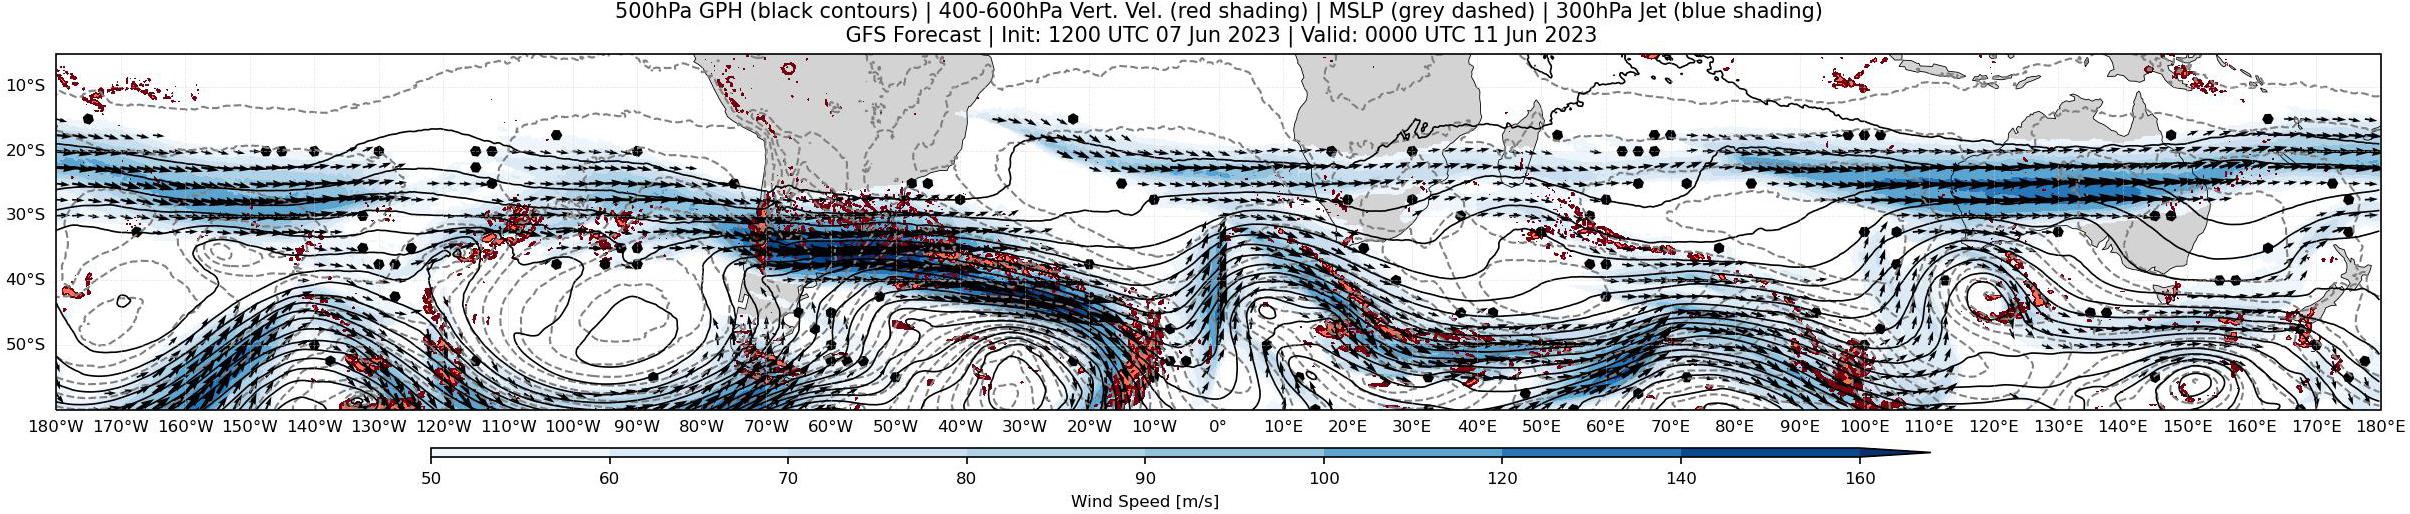 500hPa GPH (black contours) | 400-600hPa Vert. Vel. (red shading) | MSLP (grey dashed) | 300hPa Jet (blue shading)
GFS Forecast | Init: 1200 UTC 07 Jun 2023 | Valid: 0000 UTC 11 Jun 2023
10°S
20°S
30°S
40°S
50°S
180°W 170°W 160°W 150°W 140°W 130°W 120°W 110°W 100°W 90°W 80°W 70°W 60°W 50°W 40°W 30°W 20°W 10°W 0° 10°E 20°E 30°E 40°E 50°E 60°E 70°E 80°E 90°E 100°E 110°E 120°E 130°E 140°E 150°E 160°E 170°E 180°E
50 60 70 80 90 100 120 140 160
Wind Speed [m/s]